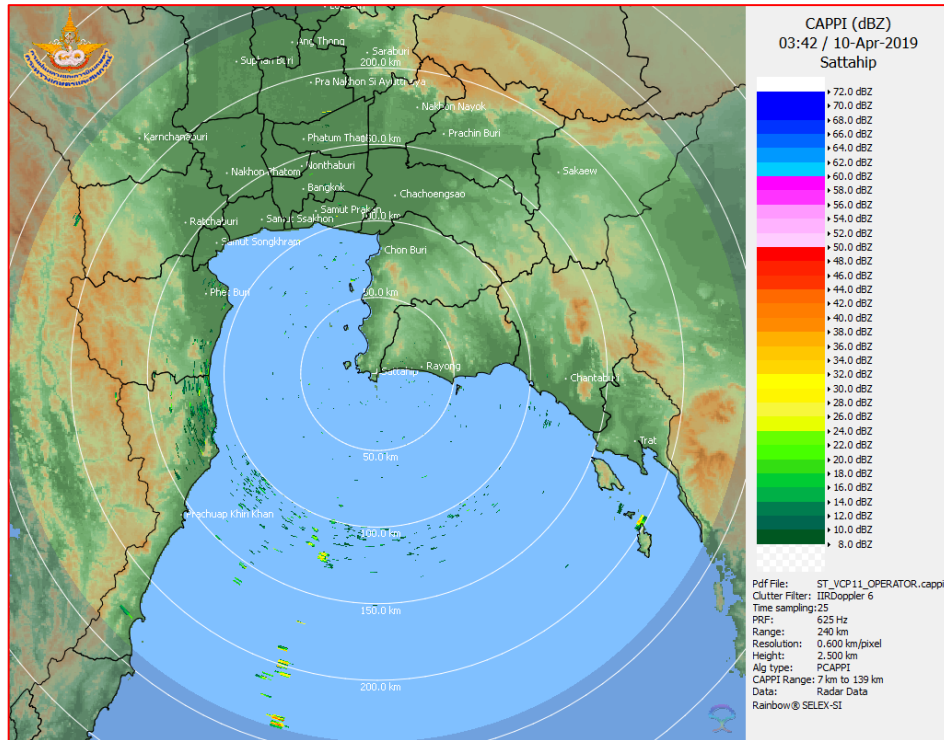 CAPPI (dBZ)
03:42 / 10-Apr-2019
Sattahip
Ang Thong
Saraburi
Suphan Buri
200.0 km
Pra Nakhon Si Ayutthaya
Nakhon Nayok
Karnchanaburi
Phatum Thani
Prachin Buri
Nonthaburi
Nakhon Phatom
Sakaew
Bangkok
Chachoengsao
Samut Prakan
Ratchaburi
Samut Ssakhon
100.0 km
Samut Songkhram
Chon Buri
50.0 km
Phet Buri
Sattahip
Rayong
Chantaburi
Trat
50.0 km
Prachuap Khiri Khan
100.0 km
150.0 km
200.0 km
72.0 dBZ
70.0 dBZ
68.0 dBZ
66.0 dBZ
64.0 dBZ
62.0 dBZ
60.0 dBZ
58.0 dBZ
56.0 dBZ
54.0 dBZ
52.0 dBZ
50.0 dBZ
48.0 dBZ
46.0 dBZ
44.0 dBZ
42.0 dBZ
40.0 dBZ
38.0 dBZ
36.0 dBZ
34.0 dBZ
32.0 dBZ
30.0 dBZ
28.0 dBZ
26.0 dBZ
24.0 dBZ
22.0 dBZ
20.0 dBZ
18.0 dBZ
16.0 dBZ
14.0 dBZ
12.0 dBZ
10.0 dBZ
8.0 dBZ
Pdf File: ST_VCP11_OPERATOR.cappi
Clutter Filter: IIRDoppler 6
Time sampling:25
PRF: 625 Hz
Range: 240 km
Resolution: 0.600 km/pixel
Height: 2.500 km
Alg type: PCAPPI
CAPPI Range: 7 km to 139 km
Data: Radar Data
Rainbow® SELEX-SI